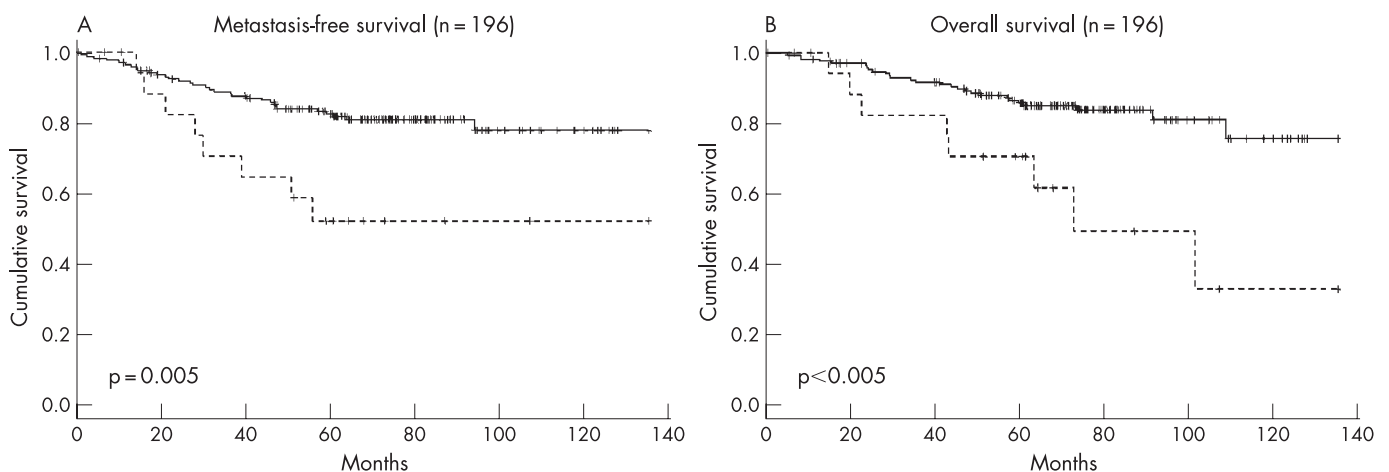 A
Metastasis-free survival (n = 196)
1.0
0.8
0.6
0.4
0.2
0.0
Cumulative survival
p = 0.005
0 20 40 60 80 100 120 140
Months
B
Overall survival (n = 196)
1.0
0.8
0.6
0.4
0.2
0.0
Cumulative survival
p<0.005
0 20 40 60 80 100 120 140
Months